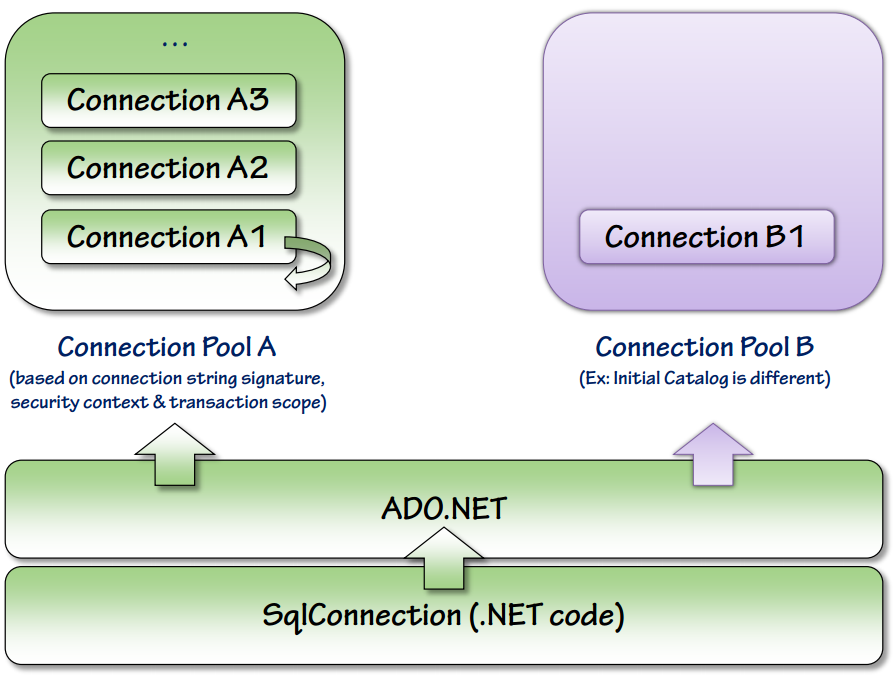 ...
Connection A3
Connection A2
Connection A1
Connection Pool A
(based on connection string signature,
security context & transaction scope)
Connection B1
Connection Pool B
(Ex: Initial Catalog is different)
ADO.NET
SqlConnection (.NET code)